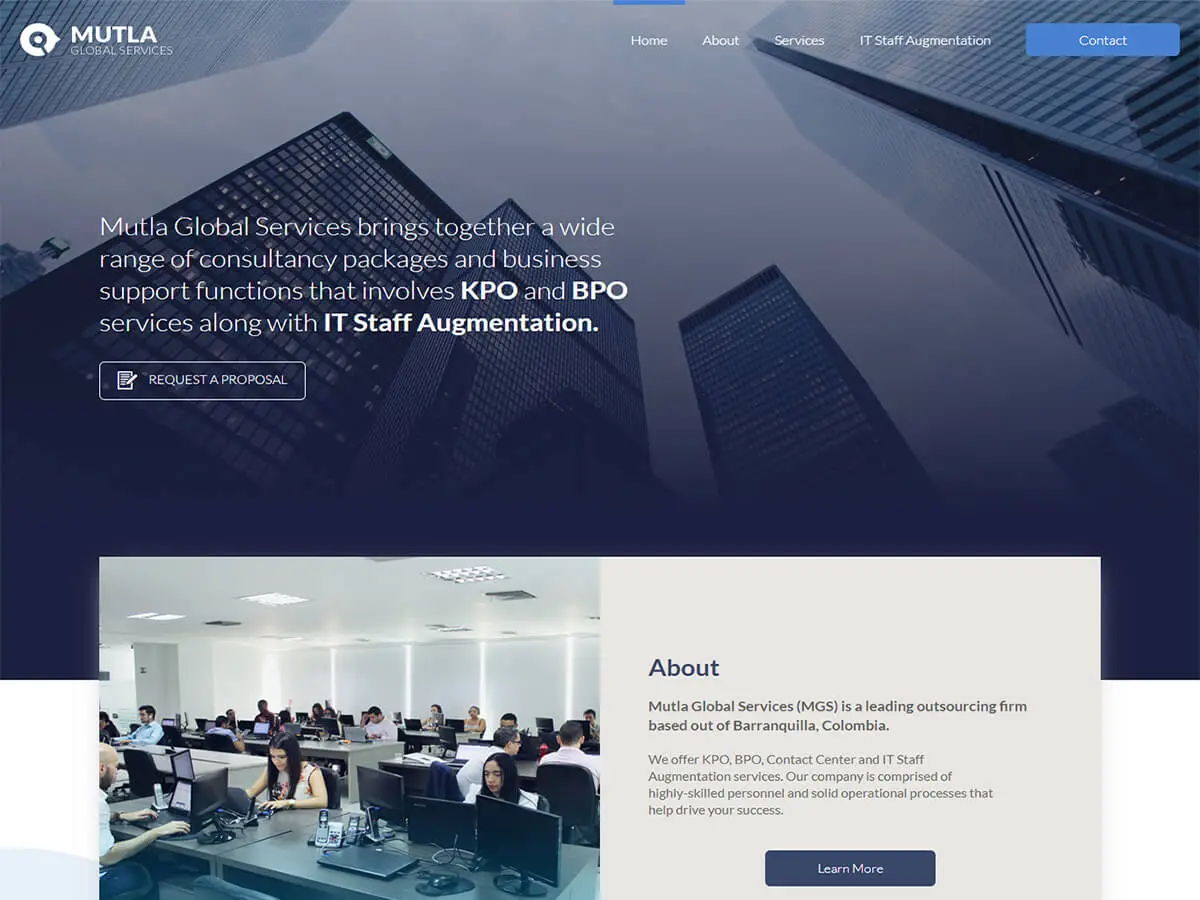 MUTLA
GLOBAL SERVICES
Home
About
Services
IT Staff Augmentation
Contact
Mutla Global Services brings together a wide
range of consultancy packages and business
support functions that involves KPO and BPO
services along with IT Staff Augmentation.
REQUEST A PROPOSAL
About
Mutla Global Services (MGS) is a leading outsourcing firm
based out of Barranquilla, Colombia.
We offer KPO, BPO, Contact Center and IT Staff
Augmentation services. Our company is comprised of
highly-skilled personnel and solid operational processes that
help drive your success.
Learn More